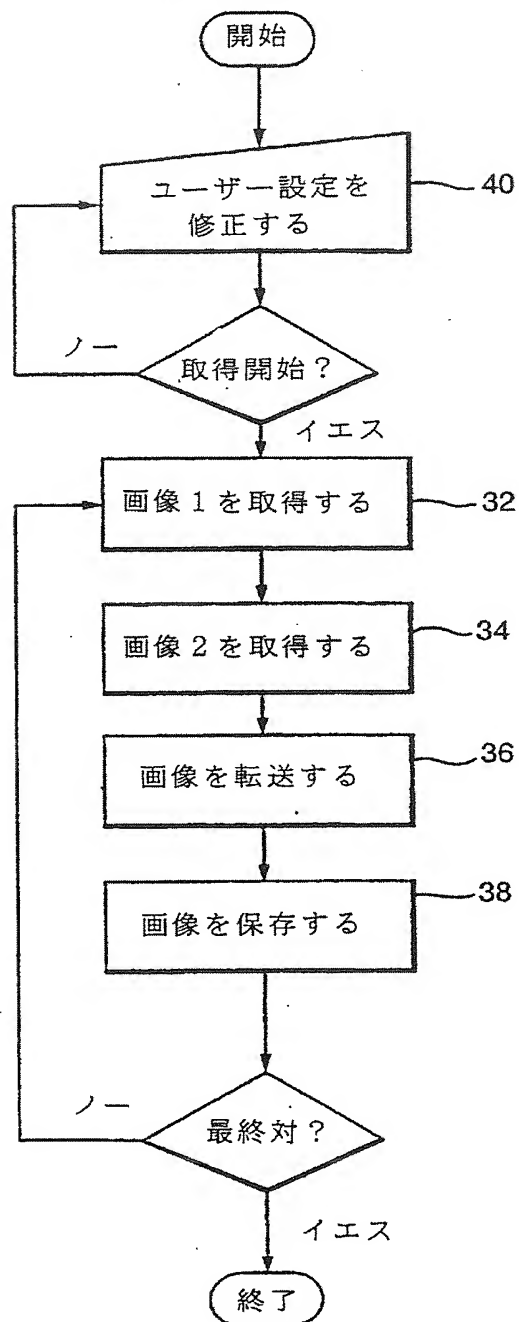 開始
ユーザー設定を
修正する
40
ノー
取得開始?
イエス
画像1を取得する
32
画像2を取得する
34
画像を転送する
36
画像を保存する
38
ノー
最終対?
イエス
終了